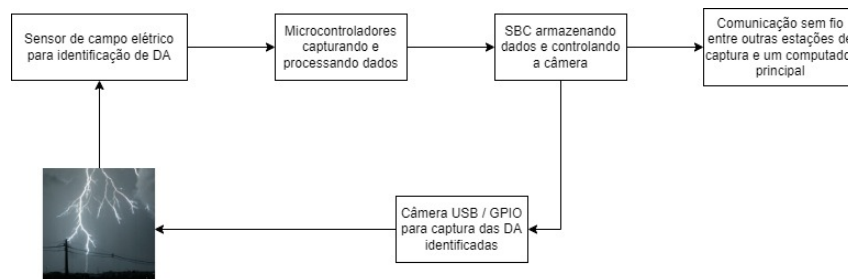 Sensor de campo elétrico
para identificação de DA
Microcontroladores
capturando e
processando dados
SBC armazenando
dados e controlando
a câmera
Comunicação sem fio
entre outras estações de
captura e um computado
principal
Câmera USB / GPIO
para captura das DA
identificadas